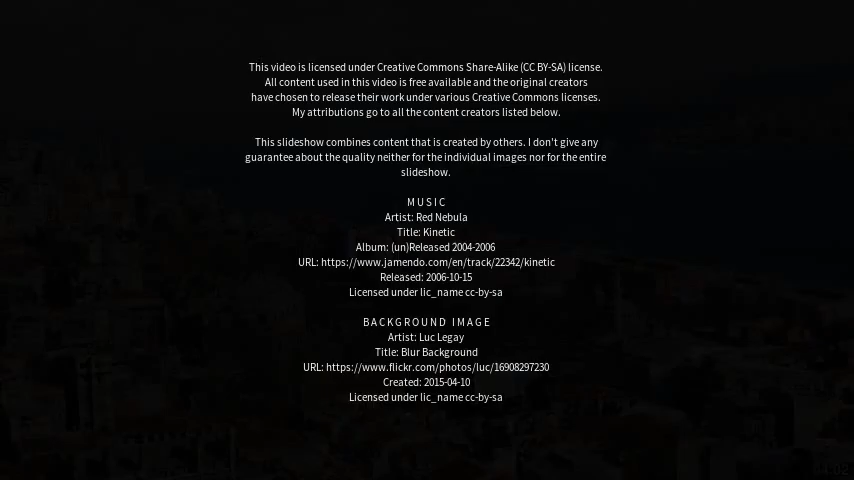 This video is licensed under Creative Commons Share-Alike (CC BY-SA) license.
All content used in this video is free available and the original creators
have chosen to release their work under various Creative Commons licenses.
My attributions go to all the content creators listed below.
This slideshow combines content that is created by others. I don't give any
guarantee about the quality neither for the individual images nor for the entire
slideshow.
MUSIC
Artist: Red Nebula
Title: Kinetic
Album: (un)Released 2004-2006
URL: https://www.jamendo.com/en/track/22342/kinetic
Released: 2006-10-15
Licensed under lic_name cc-by-sa
BACKGROUND IMAGE
Artist: Luc Legay
Title: Blur Background
URL: https://www.flickr.com/photos/luc/16908297230
Created: 2015-04-10
Licensed under lic_name cc-by-sa